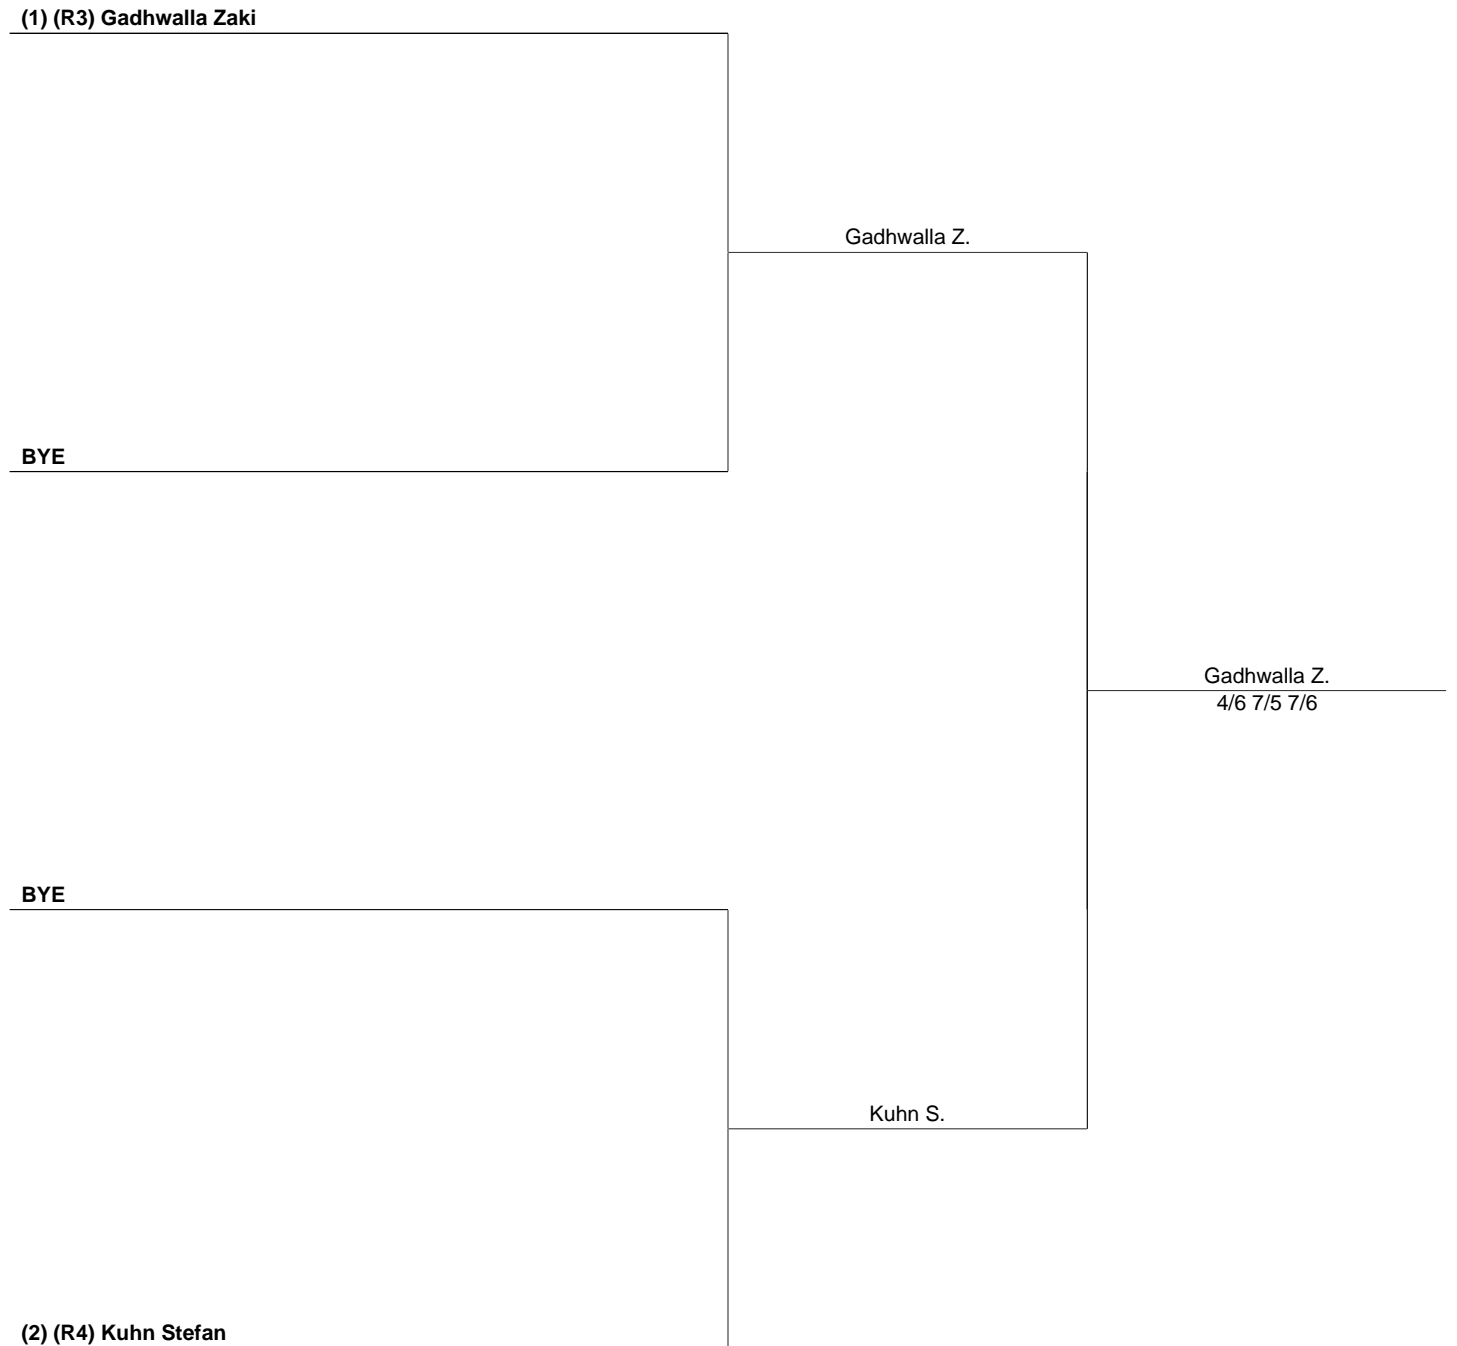 (1) (R3) Gadhwalla Zaki
Gadhwalla Z.
BYE
Gadhwalla Z.
4/6 7/5 7/6
BYE
Kuhn S.
(2) (R4) Kuhn Stefan